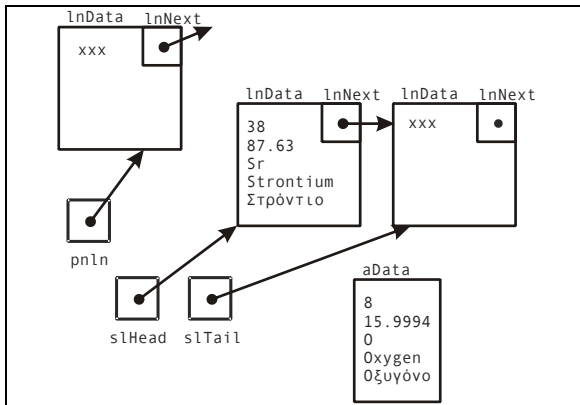 lnData lnNext
xxx
pnln
lnData lnNext
38
87.63
Sr
Strontium
Στρόντιο
lnData lnNext
xxx
slHead slTail
aData
8
15.9994
O
Oxygen
Οξυγόνο